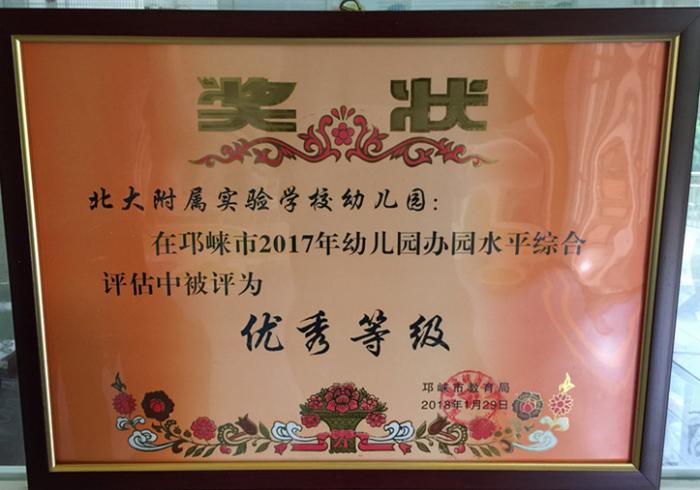 奖 状
北大附属实验学校幼儿园：
在邛崃市2017年幼儿园办园水平综合
评估中被评为
优秀等级
邛崃市教育局
2018年1月29日